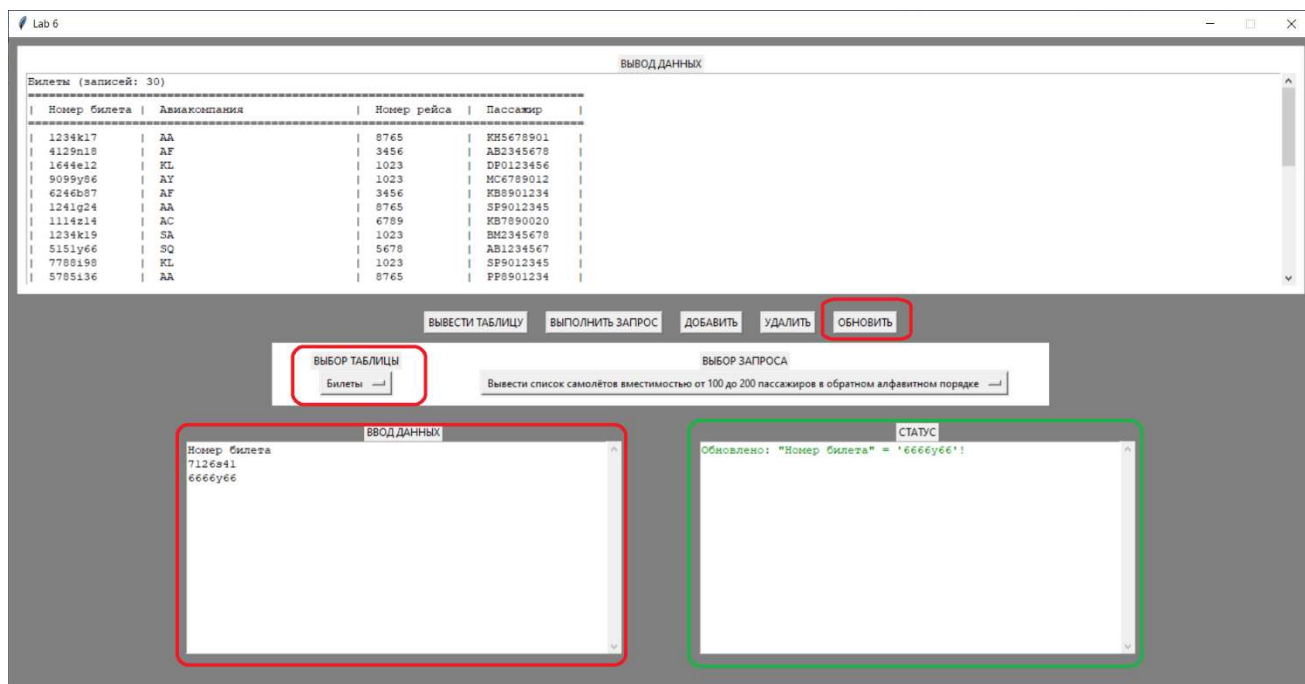 Lab 6
ВЫВОД ДАННЫХ
Билеты (записей: 30)
| Номер билета | Авиакомпания | Номер рейса | Пассажир |
| 1234k17 | AA | 8765 | KH5678901 |
| 4129n18 | AF | 3456 | AB2345678 |
| 1644e12 | KL | 1023 | DP0123456 |
| 9099y86 | AY | 1023 | MC6789012 |
| 6246b87 | AF | 3456 | KB8901234 |
| 1241g24 | AA | 8765 | SP9012345 |
| 1114z14 | AC | 6789 | KB7890020 |
| 1234k19 | SA | 1023 | BM2345678 |
| 5151y66 | SQ | 5678 | AB1234567 |
| 7788i98 | KL | 1023 | SP9012345 |
| 5785i36 | AA | 8765 | PP8901234 |
ВЫВЕСТИ ТАБЛИЦУ ВЫПОЛНИТЬ ЗАПРОС ДОБАВИТЬ УДАЛИТЬ ОБНОВИТЬ
ВЫБОР ТАБЛИЦЫ ВЫБОР ЗАПРОСА
Билеты Вывести список самолётов вместимостью от 100 до 200 пассажиров в обратном алфавитном порядке
ВВОД ДАННЫХ СТАТУС
Номер билета Обновлено: "Номер билета" = '6666y66'!
7126s41
6666y66